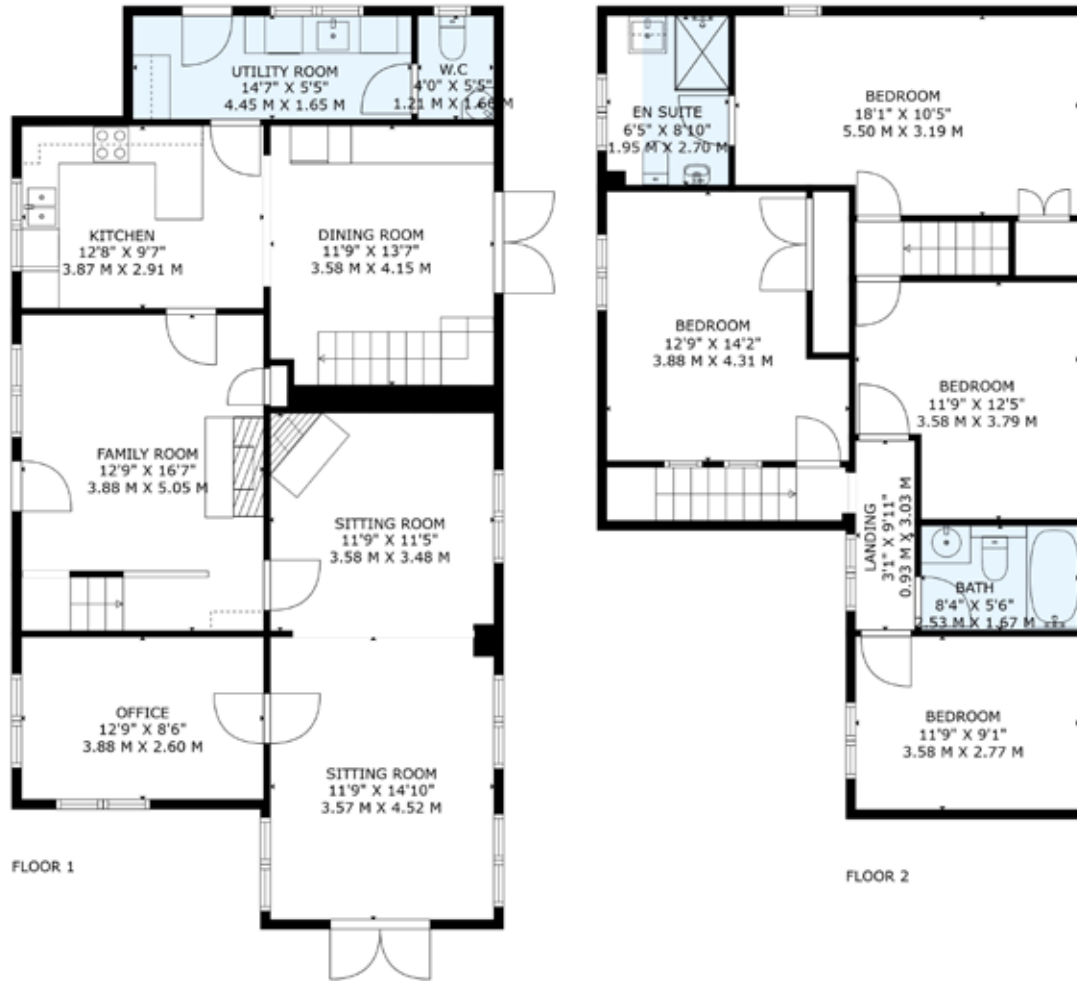 UTILITY ROOM
14'7" X 5'5"
4.45 M X 1.65 M
W.C
4'0" X 5'5"
1.21 M X 1.66 M
KITCHEN
12'8" X 9'7"
3.87 M X 2.91 M
DINING ROOM
11'9" X 13'7"
3.58 M X 4.15 M
FAMILY ROOM
12'9" X 16'7"
3.88 M X 5.05 M
SITTING ROOM
11'9" X 11'5"
3.58 M X 3.48 M
OFFICE
12'9" X 8'6"
3.88 M X 2.60 M
SITTING ROOM
11'9" X 14'10"
3.57 M X 4.52 M
FLOOR 1
EN SUITE
6'5" X 8'10"
1.95 M X 2.70 M
BEDROOM
18'1" X 10'5"
5.50 M X 3.19 M
BEDROOM
12'9" X 14'2"
3.88 M X 4.31 M
BEDROOM
11'9" X 12'5"
3.58 M X 3.79 M
LANDING
3'1" X 9'11"
0.93 M X 3.03 M
BATH
8'4" X 5'6"
2.53 M X 1.67 M
BEDROOM
11'9" X 9'1"
3.58 M X 2.77 M
FLOOR 2